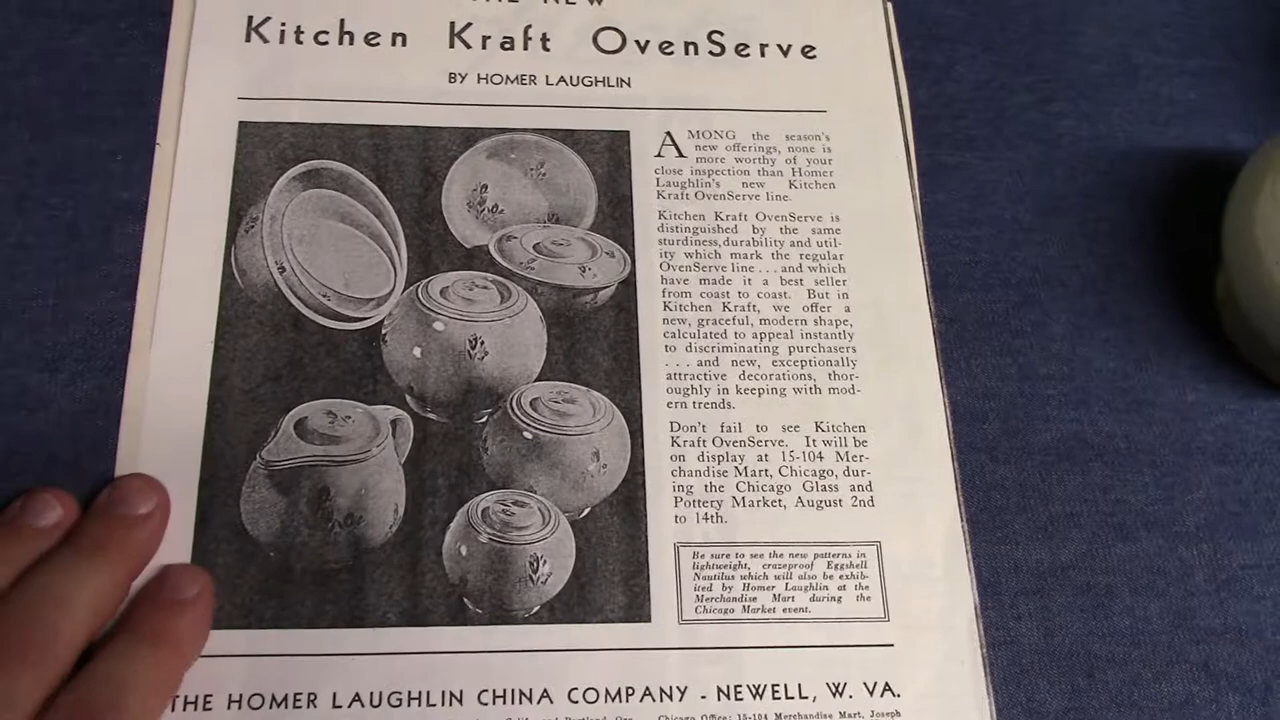 THE NEW
Kitchen Kraft OvenServe
BY HOMER LAUGHLIN
AMONG the season's
new offerings, none is
more worthy of your
close inspection than Homer
Laughlin's new Kitchen
Kraft OvenServe line.
Kitchen Kraft OvenServe is
distinguished by the same
sturdiness, durability and util-
ity which mark the regular
OvenServe line . . . and which
have made it a best seller
from coast to coast. But in
Kitchen Kraft, we offer a
new, graceful, modern shape,
calculated to appeal instantly
to discriminating purchasers
. . . and new, exceptionally
attractive decorations, thor-
oughly in keeping with mod-
ern trends.
Don't fail to see Kitchen
Kraft OvenServe. It will be
on display at 15-104 Mer-
chandise Mart, Chicago, dur-
ing the Chicago Glass and
Pottery Market, August 2nd
to 14th.
Be sure to see the new patterns in
lightweight, crazeproof Eggshell
Nautilus which will also be exhib-
ited by Homer Laughlin at the
Merchandise Mart during the
Chicago Market event.
THE HOMER LAUGHLIN CHINA COMPANY - NEWELL, W. VA.
Chicago Office: 15-104 Merchandise Mart, Joseph